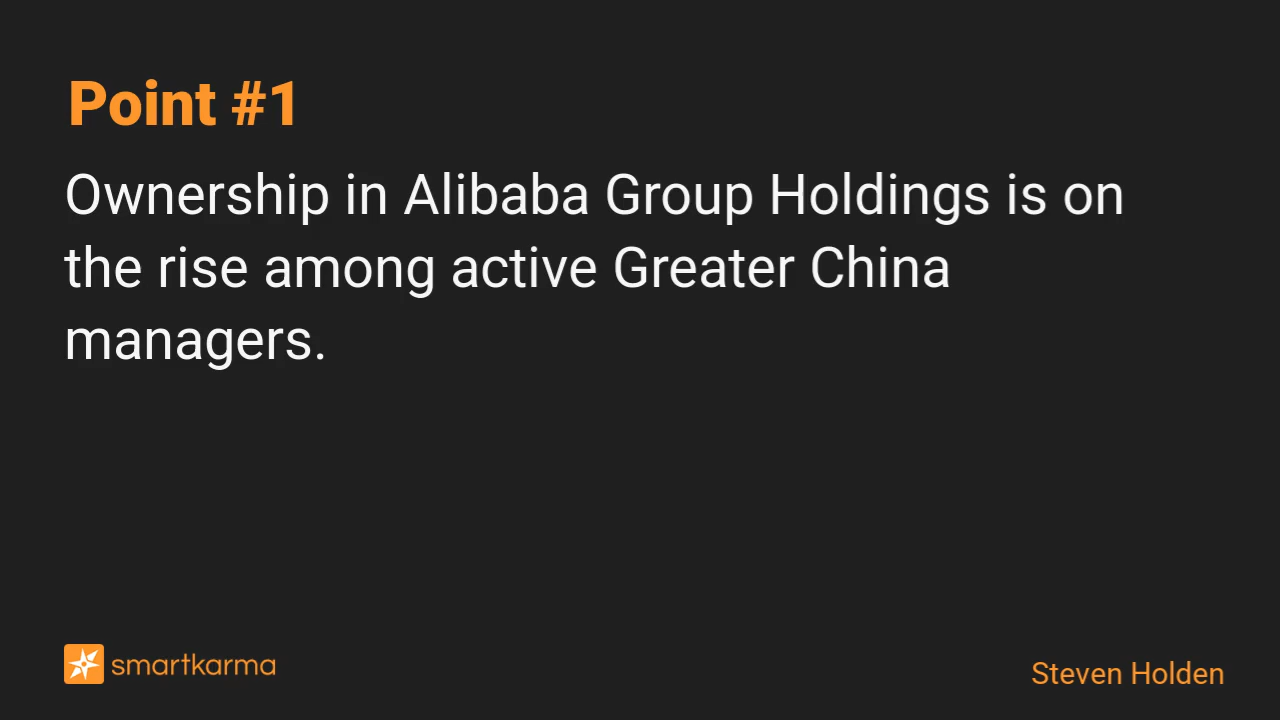 Point #1
Ownership in Alibaba Group Holdings is on
the rise among active Greater China
managers.
smartkarma
Steven Holden